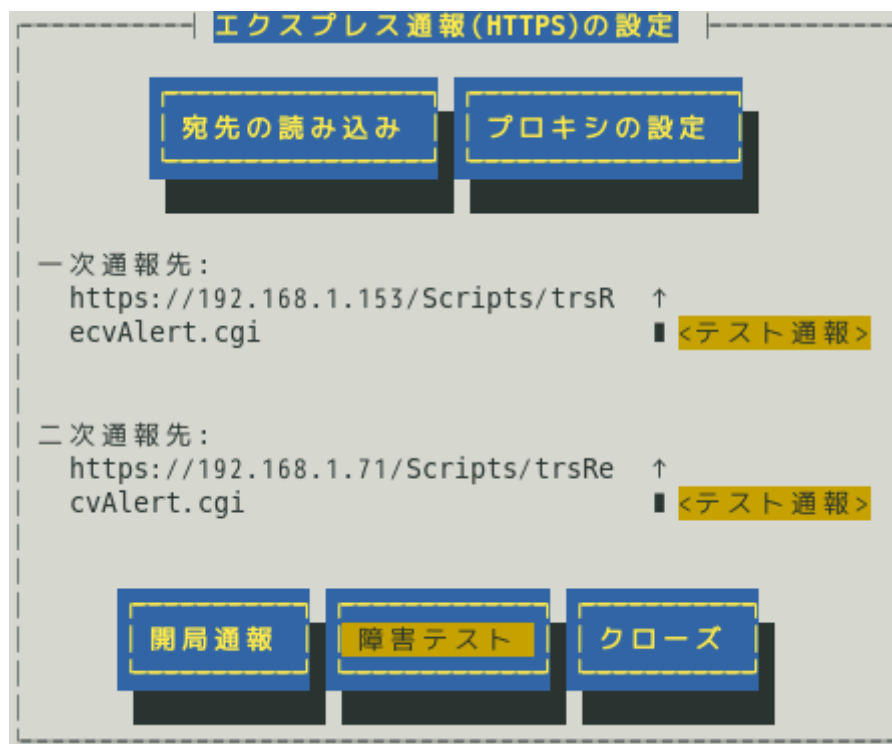 エクスプレス通報(HTTPS)の設定
宛先の読み込み
プロキシの設定
一次通報先:
https://192.168.1.153/Scripts/trsR ↑
ecvAlert.cgi <テスト通報>
二次通報先:
https://192.168.1.71/Scripts/trsRe ↑
cvAlert.cgi <テスト通報>
開局通報
障害テスト
クローズ